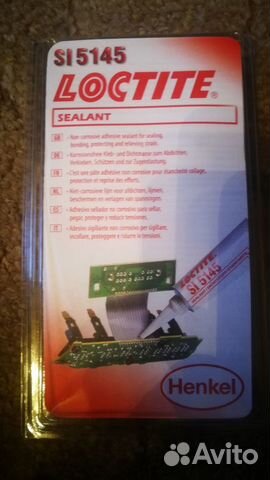 SI 5145
LOCTITE
SEALANT
GB - Non-corrosive adhesive sealant for sealing,
bonding, protecting and relieving strain.
DE - Korrosionsfreie Kleb- und Dichtmasse zum Abdichten,
Verkleben, Schützen und zur Zugentlastung.
FR - C'est une pâte adhésive non corrosive pour étanchéité collage,
protection et reprise des efforts.
NL - Niet-corrosieve lijm voor afdichten, lijmen,
beschermen en verlagen van spanningen.
ES - Adhesivo sellador no corrosivo para sellar,
pegar, proteger y reducir tensiones.
IT - Adesivo sigillante non corrosivo per sigillare,
incollare, proteggere e ridurre le tensioni.
LOCTITE
SI 5145
Henkel
Avito